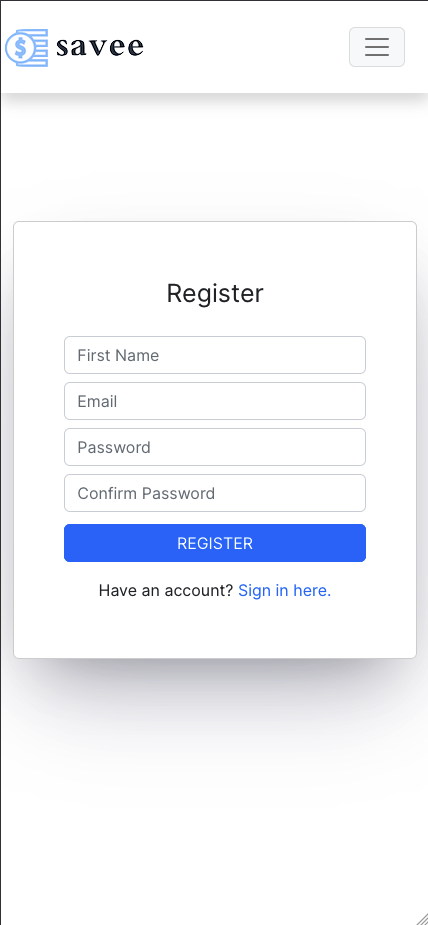 savee
Register
First Name
Email
Password
Confirm Password
REGISTER
Have an account? Sign in here.